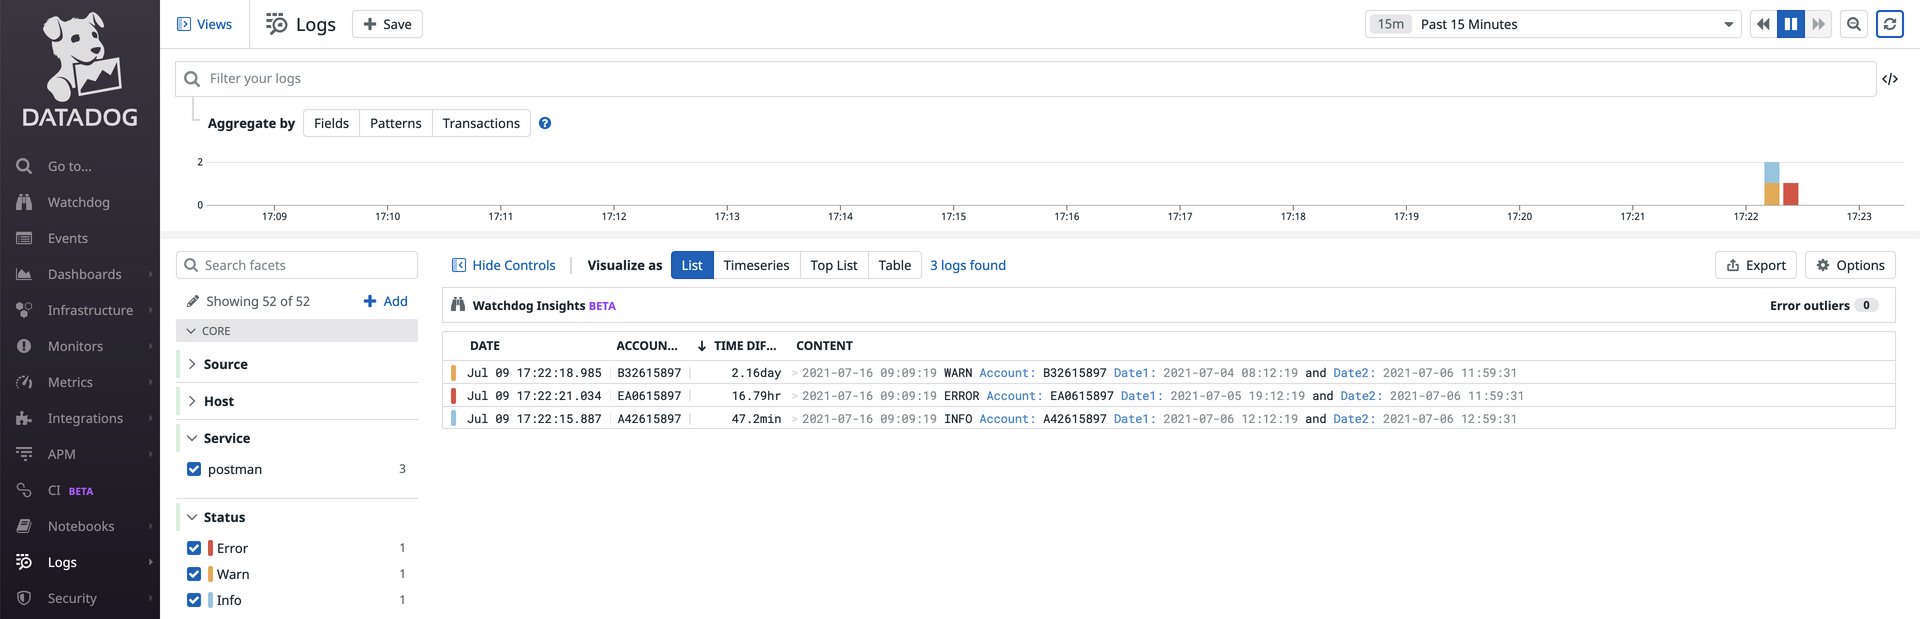 Views
Logs
+ Save
15m Past 15 Minutes
Filter your logs
</>
DATADOG
Aggregate by Fields Patterns Transactions ?
2
0
17:09 17:10 17:11 17:12 17:13 17:14 17:15 17:16 17:17 17:18 17:19 17:20 17:21 17:22 17:23
Go to...
Watchdog
Events
Dashboards
Infrastructure
Monitors
Metrics
Integrations
APM
CI BETA
Notebooks
Logs
Security
Search facets
Showing 52 of 52 + Add
CORE
Source
Host
Service
postman 3
Status
Error 1
Warn 1
Info 1
Hide Controls Visualize as List Timeseries Top List Table 3 logs found Export Options
Watchdog Insights BETA Error outliers 0
DATE ACCOUN... ↓ TIME DIF... CONTENT
Jul 09 17:22:18.985 B32615897 2.16day > 2021-07-16 09:09:19 WARN Account: B32615897 Date1: 2021-07-04 08:12:19 and Date2: 2021-07-06 11:59:31
Jul 09 17:22:21.034 EA0615897 16.79hr > 2021-07-16 09:09:19 ERROR Account: EA0615897 Date1: 2021-07-05 19:12:19 and Date2: 2021-07-06 11:59:31
Jul 09 17:22:15.887 A42615897 47.2min > 2021-07-16 09:09:19 INFO Account: A42615897 Date1: 2021-07-06 12:12:19 and Date2: 2021-07-06 12:59:31